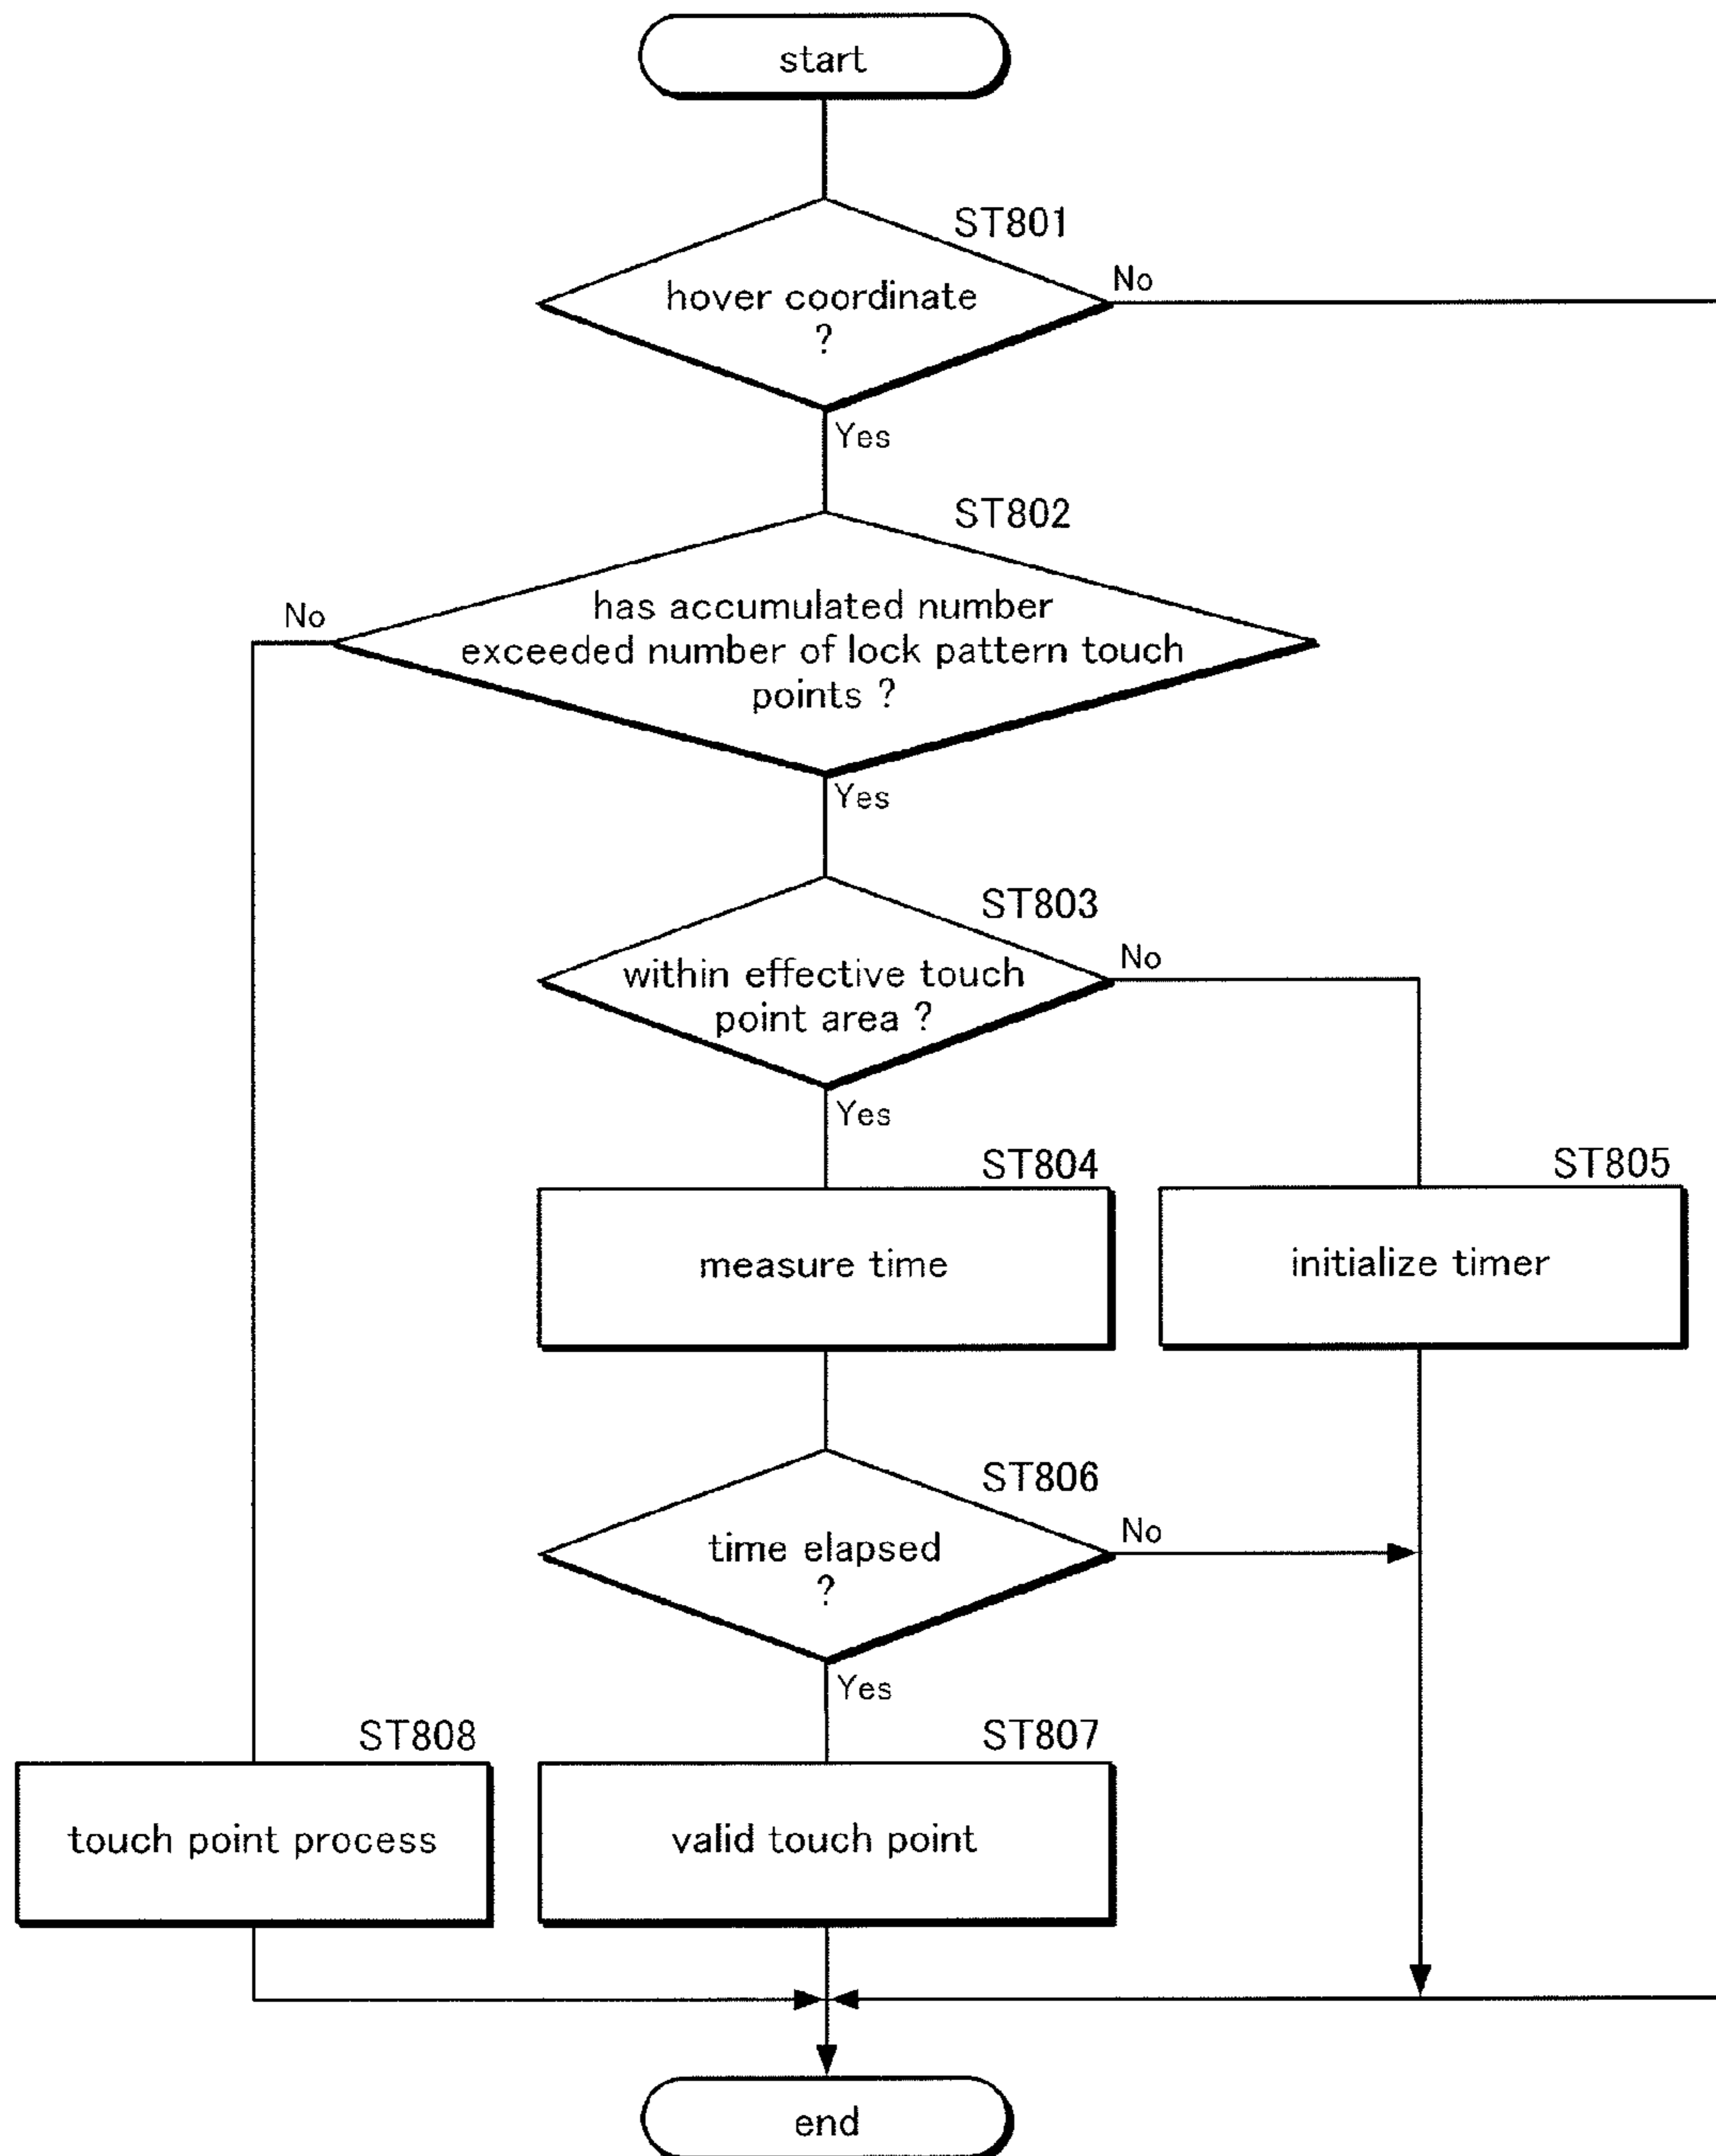 start
ST801
hover coordinate
?
No
Yes
ST802
has accumulated number
exceeded number of lock pattern touch
points ?
No
Yes
ST803
within effective touch
point area ?
No
Yes
ST804
measure time
ST805
initialize timer
ST806
time elapsed
?
No
Yes
ST808
touch point process
ST807
valid touch point
end